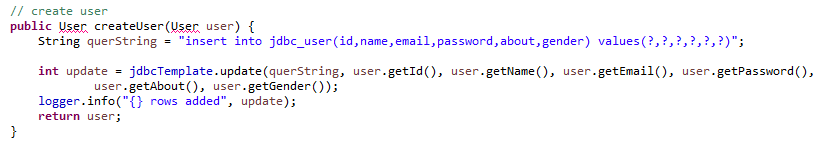 // create user
public User createUser(User user) {
String querString = "insert into jdbc_user(id,name,email,password,about,gender) values(?,?,?,?,?,?)";
int update = jdbcTemplate.update(querString, user.getId(), user.getName(), user.getEmail(), user.getPassword(),
user.getAbout(), user.getGender());
logger.info("{} rows added", update);
return user;
}